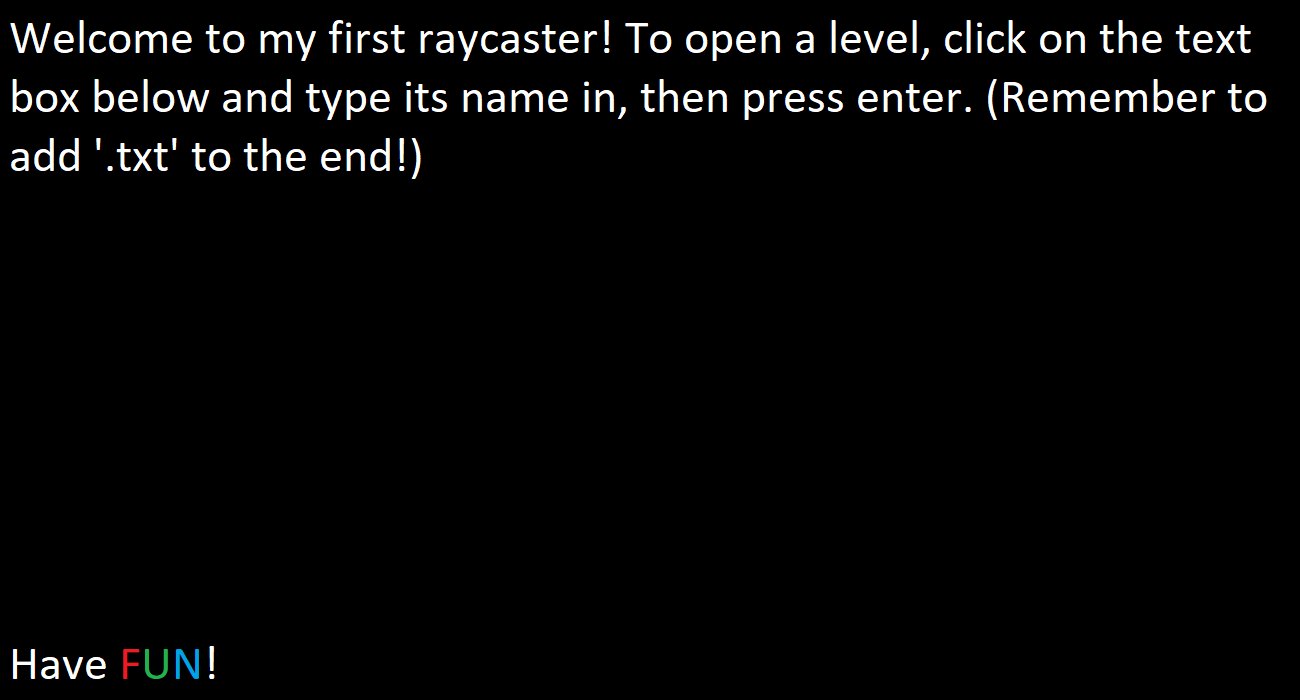 Welcome to my first raycaster! To open a level, click on the text
box below and type its name in, then press enter. (Remember to
add '.txt' to the end!)
Have FUN!